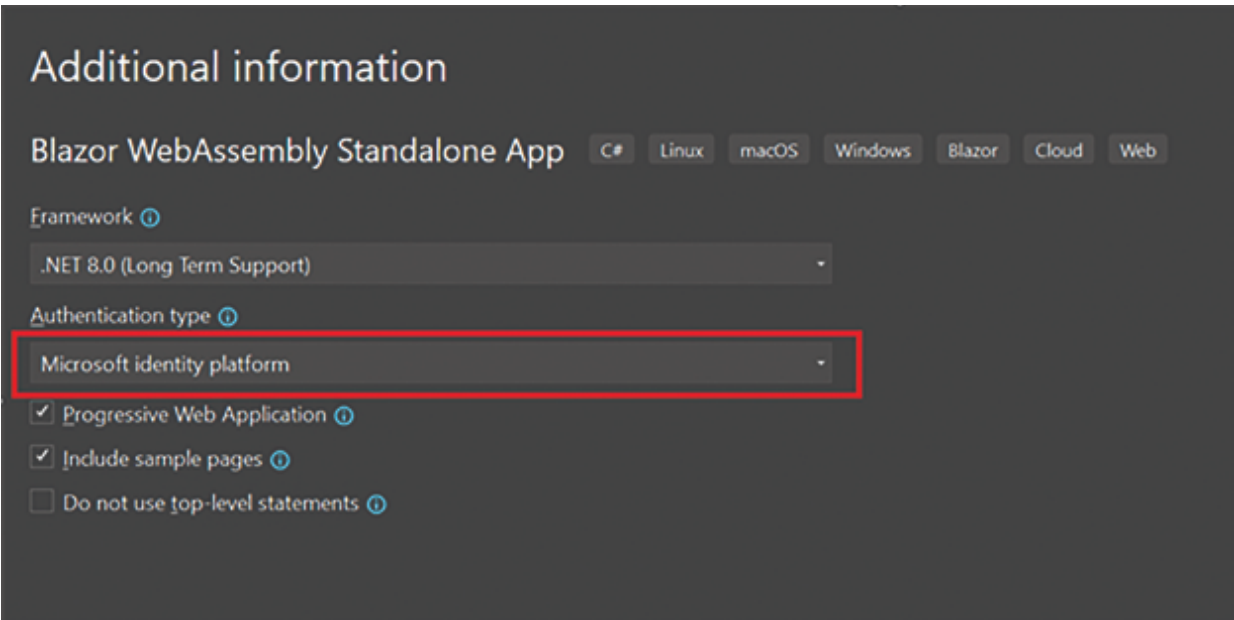 Additional information
Blazor WebAssembly Standalone App C# Linux macOS Windows Blazor Cloud Web
Framework
.NET 8.0 (Long Term Support)
Authentication type
Microsoft identity platform
Progressive Web Application
Include sample pages
Do not use top-level statements